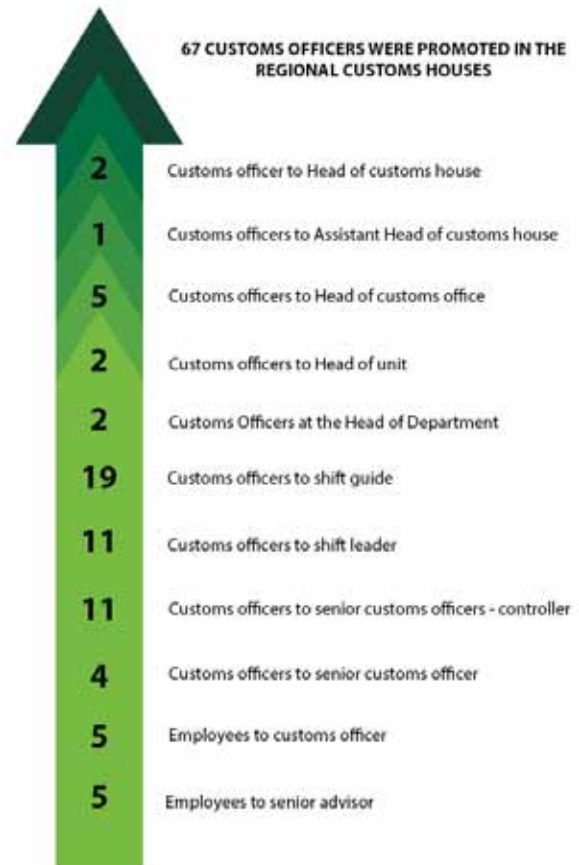 67 CUSTOMS OFFICERS WERE PROMOTED IN THE
REGIONAL CUSTOMS HOUSES
2 Customs officer to Head of customs house
1 Customs officers to Assistant Head of customs house
5 Customs officers to Head of customs office
2 Customs officers to Head of unit
2 Customs Officers at the Head of Department
19 Customs officers to shift guide
11 Customs officers to shift leader
11 Customs officers to senior customs officers - controller
4 Customs officers to senior customs officer
5 Employees to customs officer
5 Employees to senior advisor